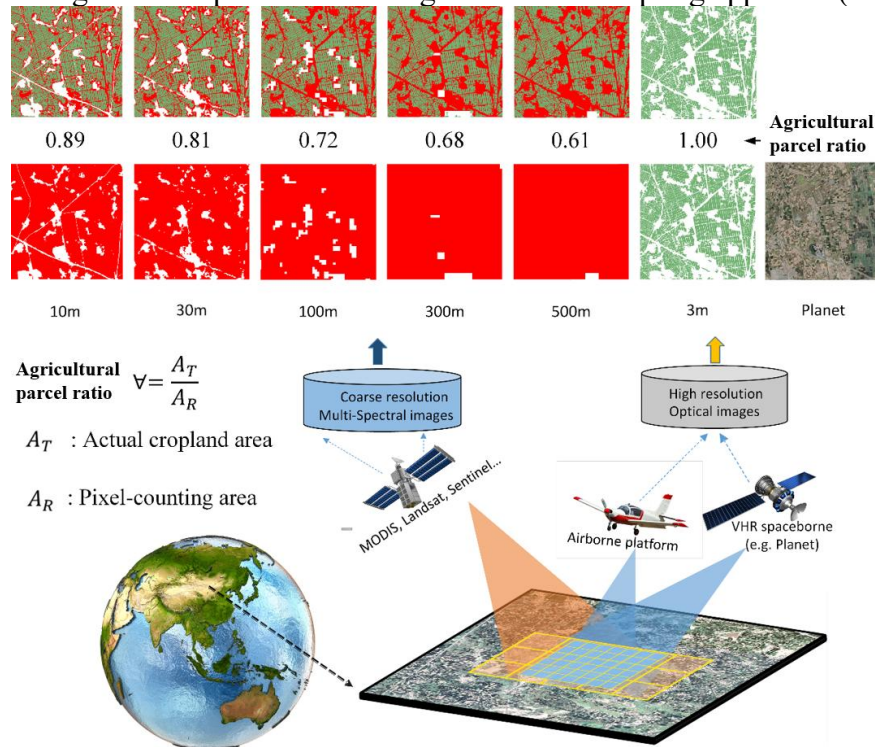 0.89 0.81 0.72 0.68 0.61 1.00
Agricultural
parcel ratio
10m 30m 100m 300m 500m 3m Planet
Agricultural
parcel ratio
∀= A_T / A_R
A_T : Actual cropland area
A_R : Pixel-counting area
Coarse resolution
Multi-Spectral images
High resolution
Optical images
MODIS, Landsat, Sentinel...
Airborne platform
VHR spaceborne
(e.g. Planet)